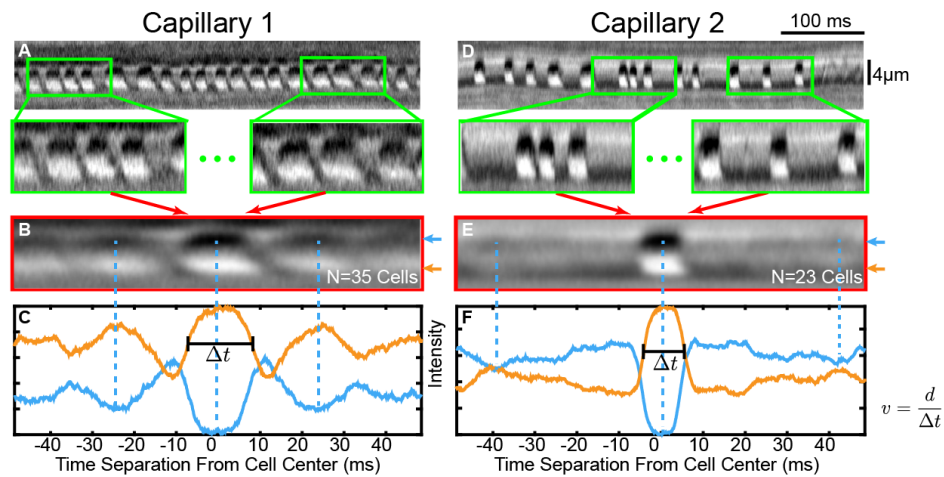 Capillary 1
Capillary 2
100 ms
A
D
4μm
B
N=35 Cells
E
N=23 Cells
C
Δt
F
Δt
Intensity
v = d/Δt
-40 -30 -20 -10 0 10 20 30 40
-40 -30 -20 -10 0 10 20 30 40
Time Separation From Cell Center (ms)
Time Separation From Cell Center (ms)